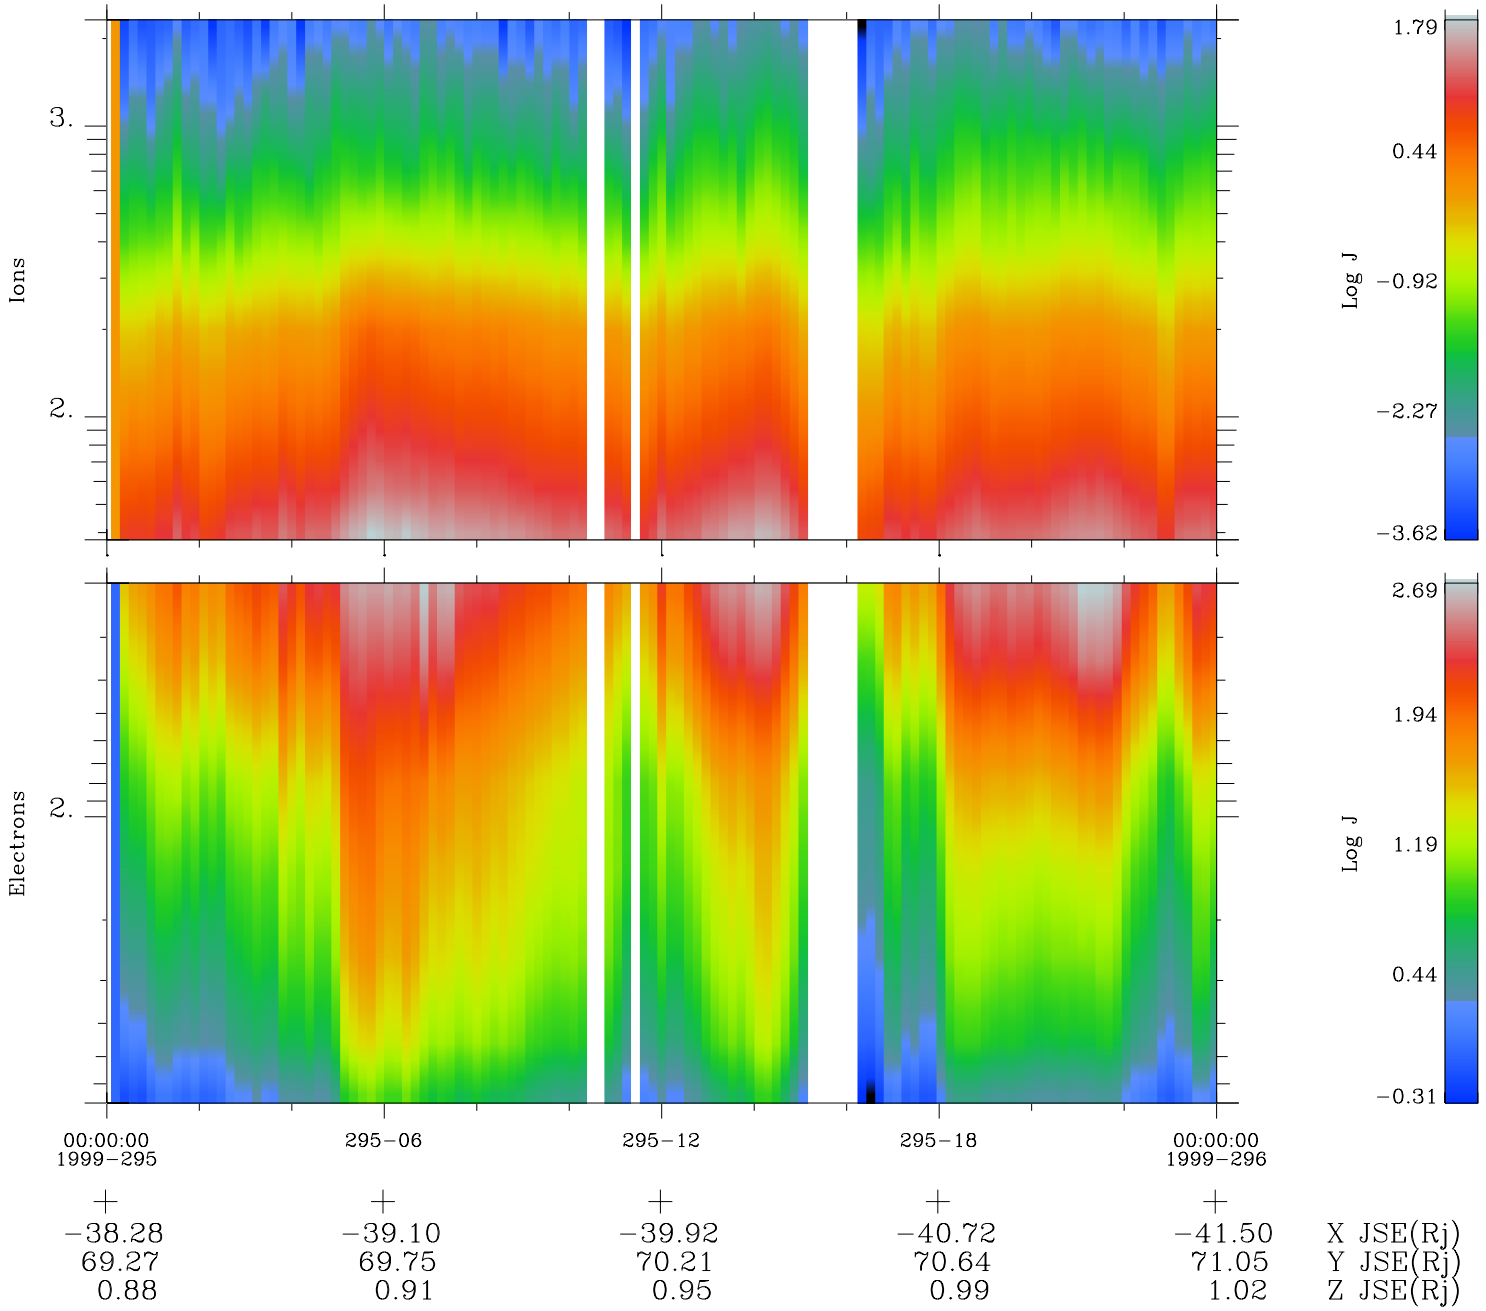 3.
2.
Ions
1.79
0.44
−0.92
−2.27
−3.62
Log J
2.
Electrons
2.69
1.94
1.19
0.44
−0.31
Log J
00:00:00 295−06 295−12 295−18 00:00:00
1999−295 1999−296
−38.28 −39.10 −39.92 −40.72 −41.50 X JSE(Rj)
69.27 69.75 70.21 70.64 71.05 Y JSE(Rj)
0.88 0.91 0.95 0.99 1.02 Z JSE(Rj)